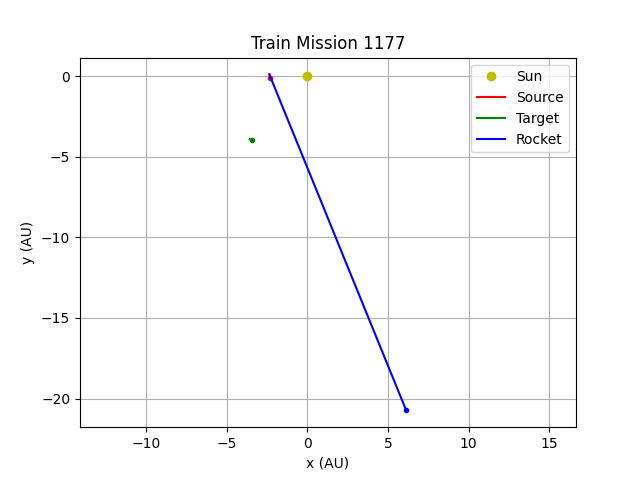 Train Mission 1177
Sun
Source
Target
Rocket
y (AU)
0
−5
−10
−15
−20
−10
−5
0
5
10
15
x (AU)